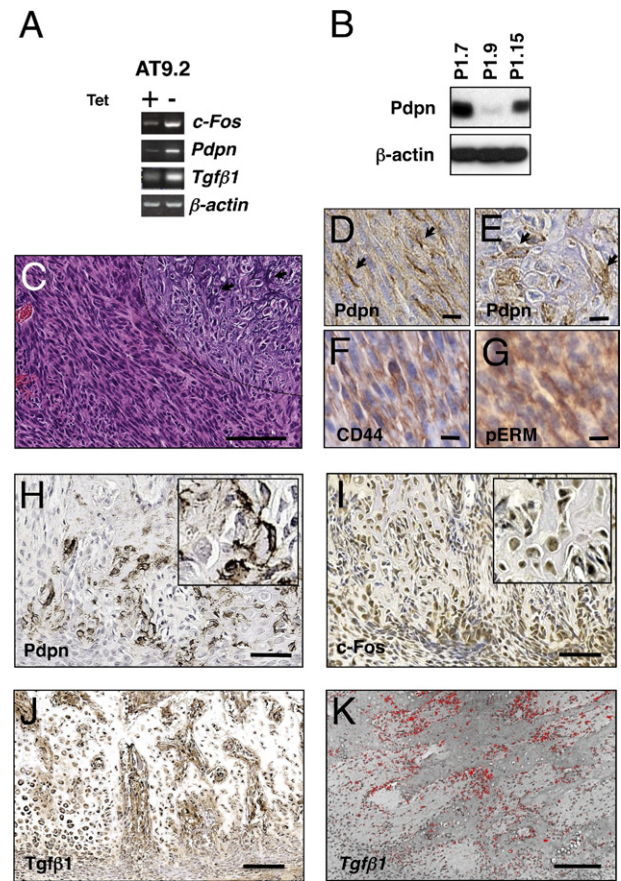 A
B
AT9.2
Tet + -
c-Fos
Pdpn
Tgfβ1
β-actin
P1.7 P1.9 P1.15
Pdpn
β-actin
C
D
Pdpn
E
Pdpn
F
CD44
G
pERM
H
Pdpn
I
c-Fos
J
Tgfβ1
K
Tgfβ1